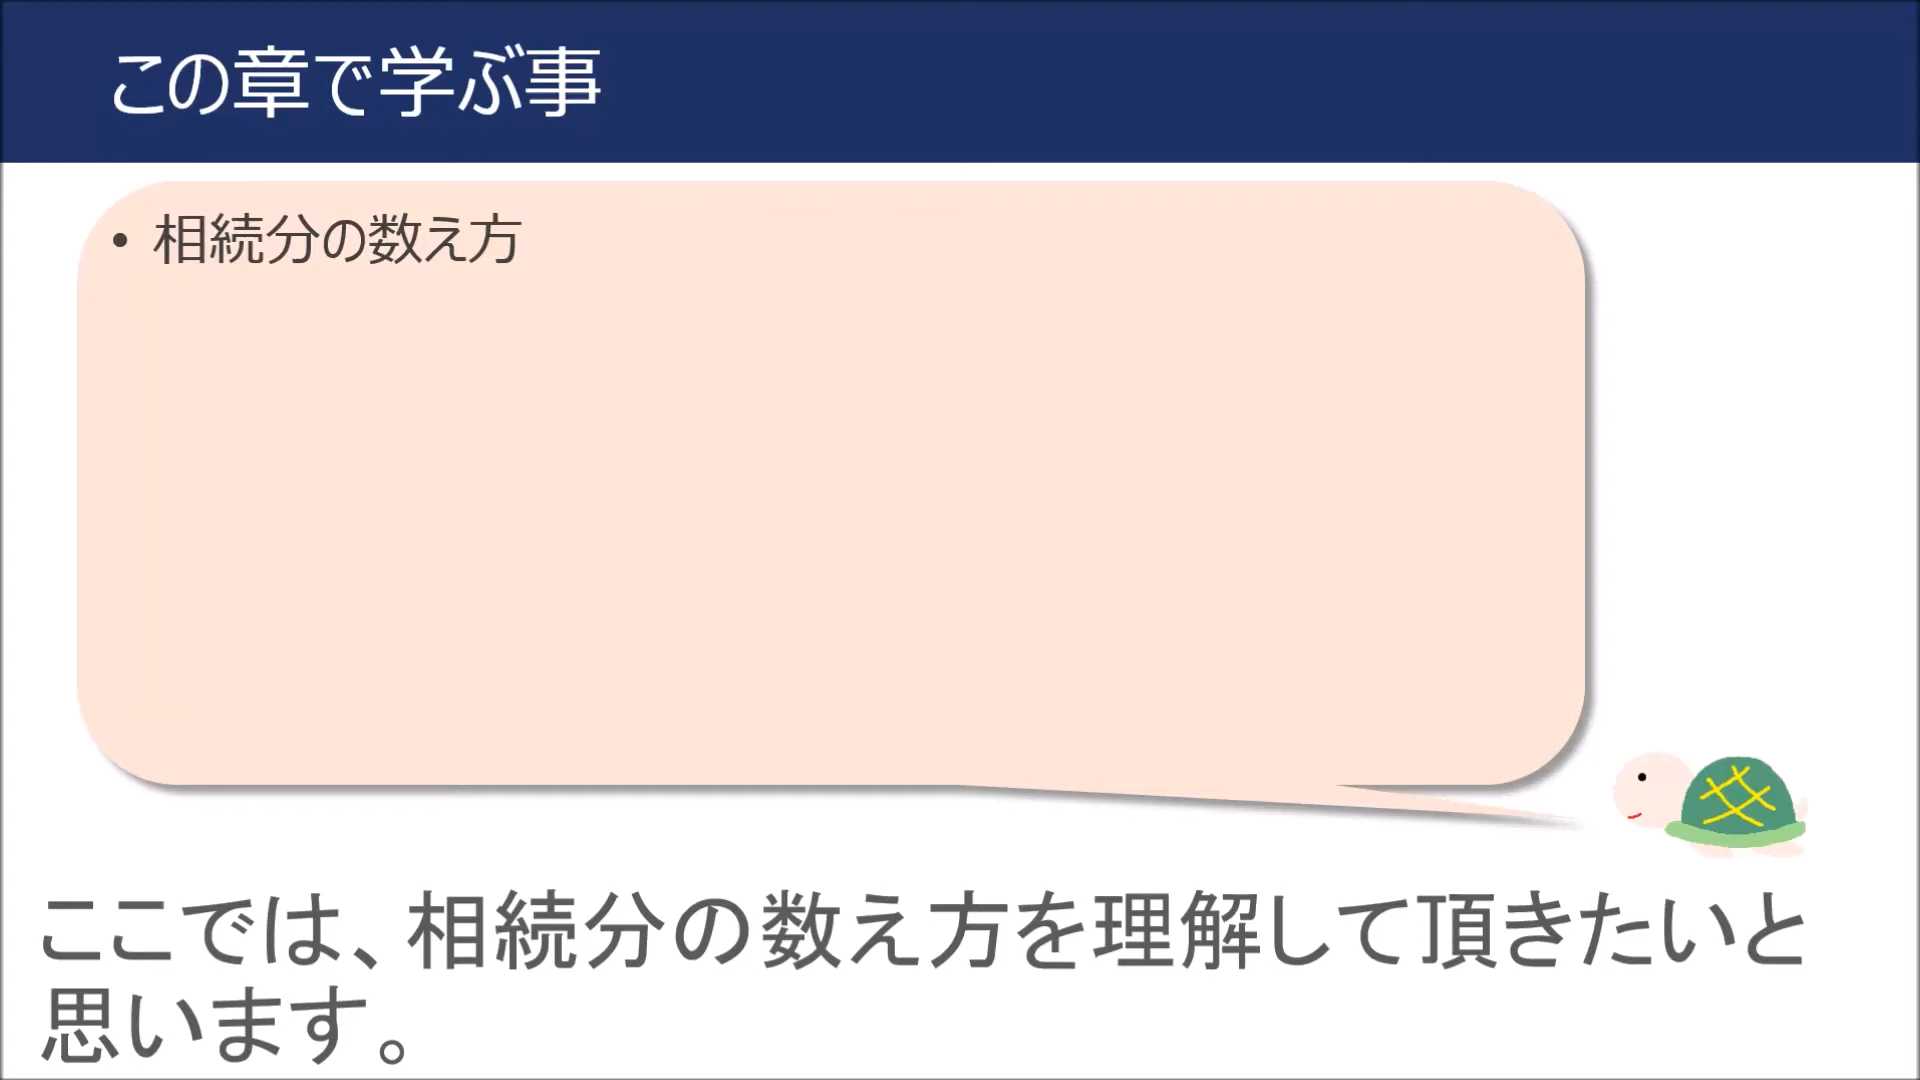 この章で学ぶ事
• 相続分の数え方
ここでは、相続分の数え方を理解して頂きたいと
思います。